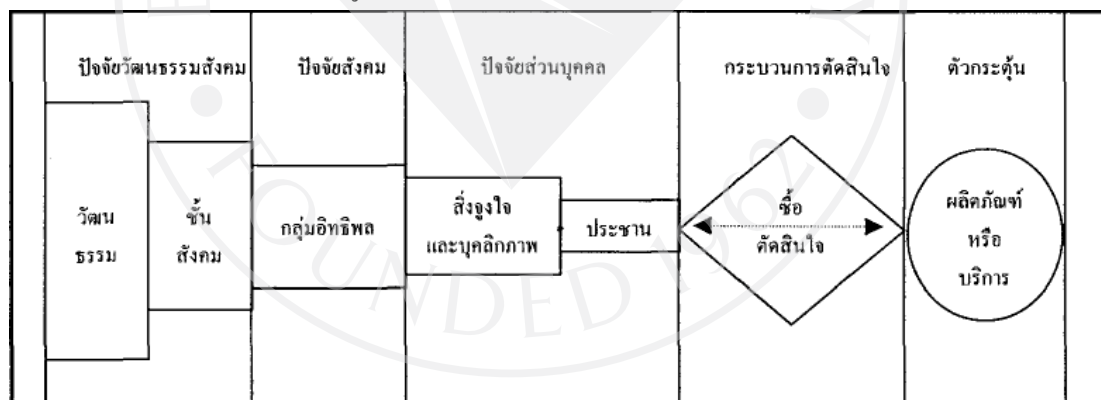 ปัจจัยวัฒนธรรมสังคม
ปัจจัยสังคม
ปัจจัยส่วนบุคคล
กระบวนการตัดสินใจ
ตัวกระตุ้น
วัฒน
ธรรม
ชั้น
สังคม
กลุ่มอิทธิพล
สิ่งจูงใจ
และบุคลิกภาพ
ประชาน
ซื้อ
ตัดสินใจ
ผลิตภัณฑ์
หรือ
บริการ
FOUNDED 1962